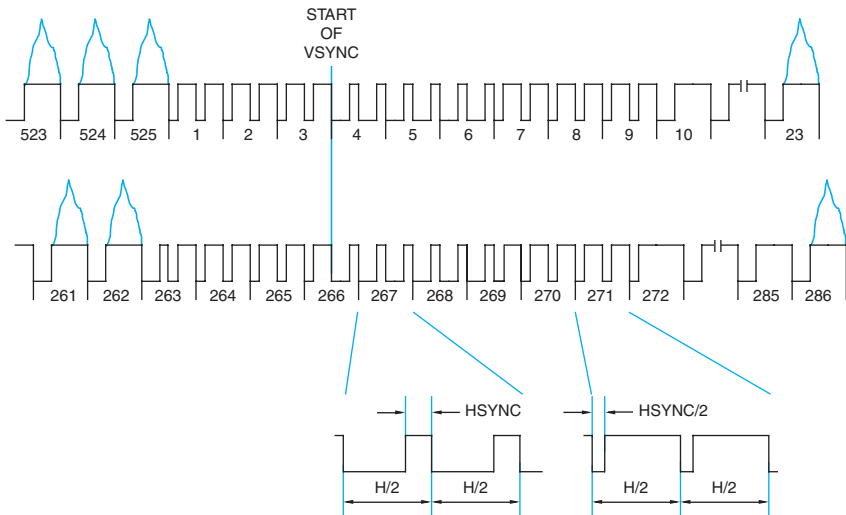 START
OF
VSYNC
523 524 525 1 2 3 4 5 6 7 8 9 10 23
261 262 263 264 265 266 267 268 269 270 271 272 285 286
HSYNC HSYNC/2
H/2 H/2 H/2 H/2